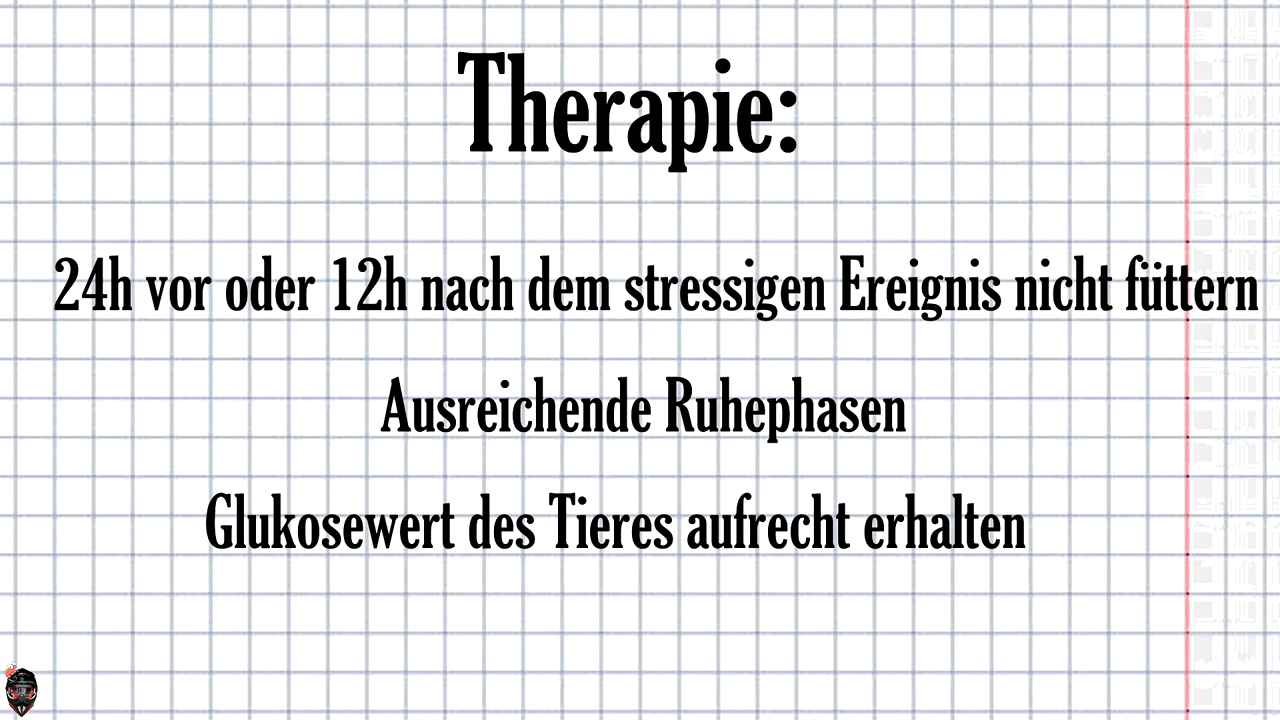 Therapie:
24h vor oder 12h nach dem stressigen Ereignis nicht füttern
Ausreichende Ruhephasen
Glukosewert des Tieres aufrecht erhalten